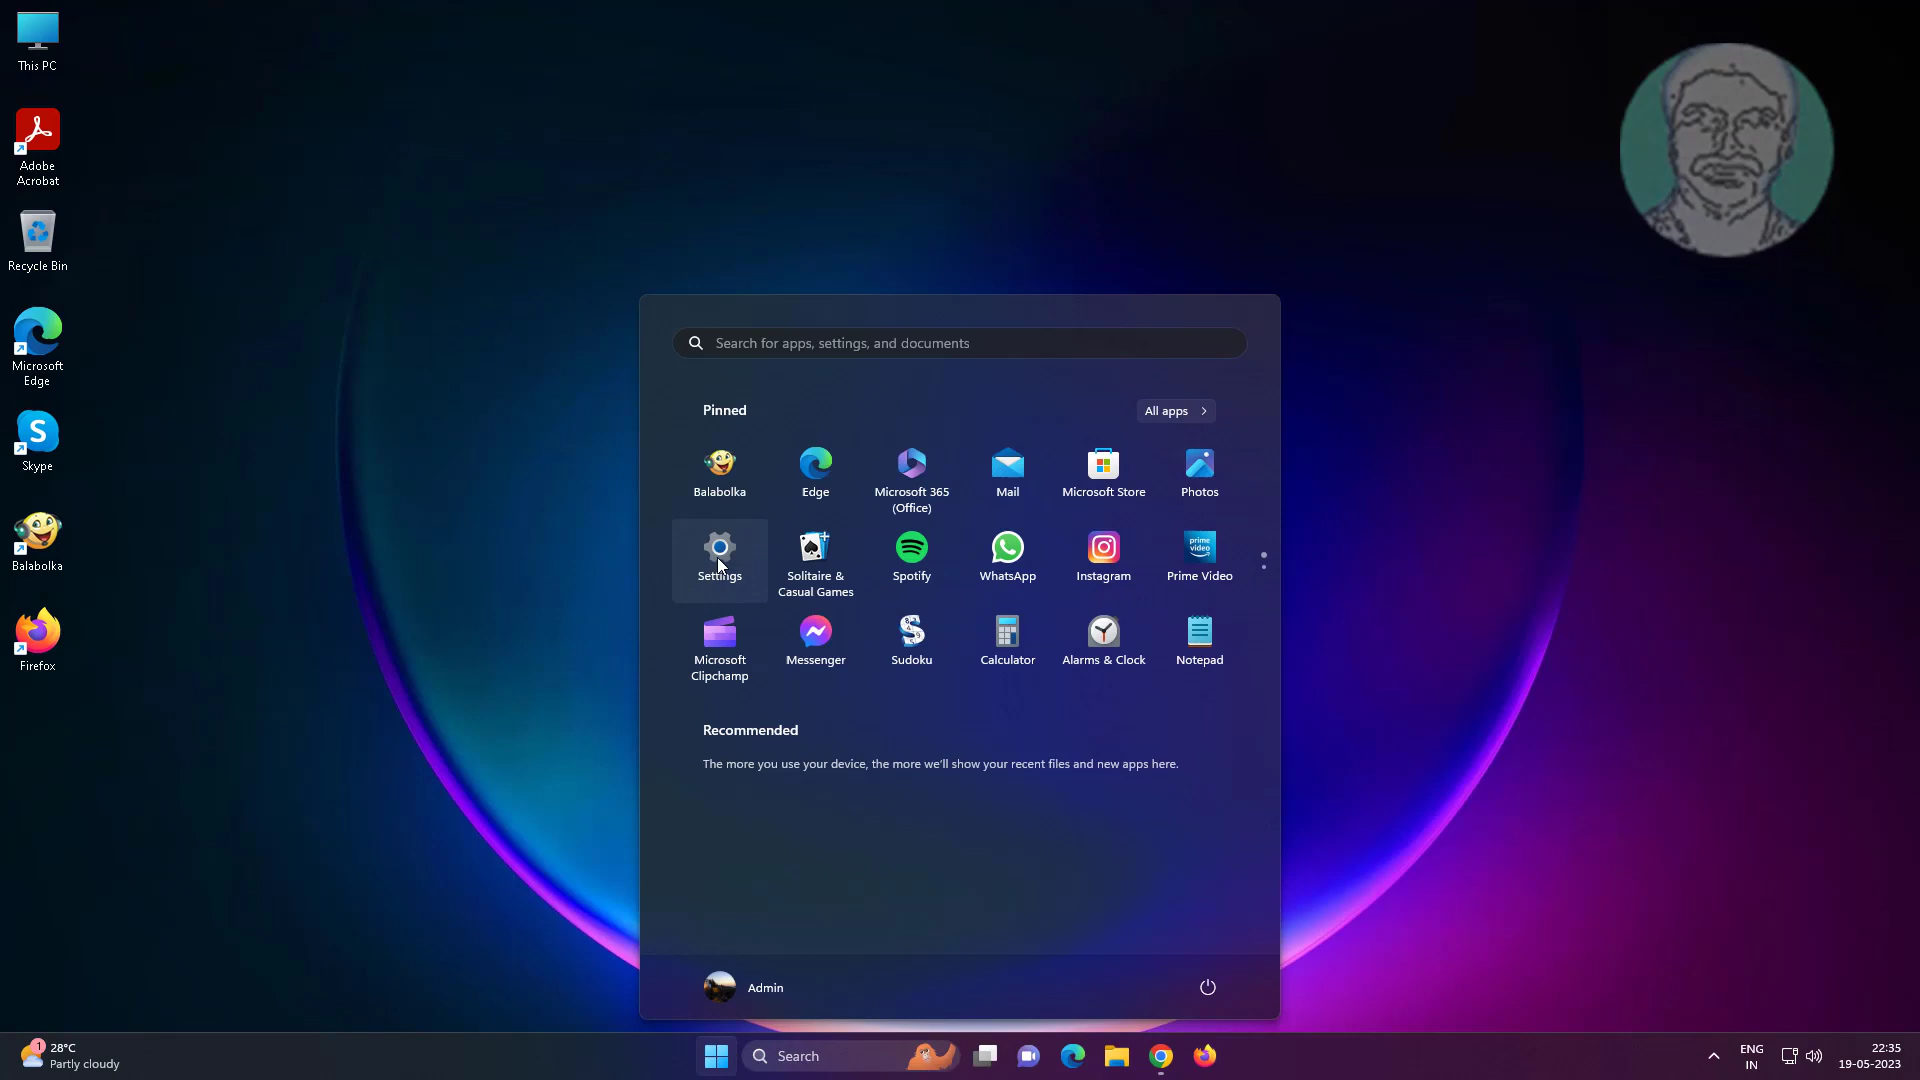 This PC
Adobe
Acrobat
Recycle Bin
Microsoft
Edge
Skype
Balabolka
Firefox
Search for apps, settings, and documents
Pinned
All apps
Balabolka
Edge
Microsoft 365
(Office)
Mail
Microsoft Store
Photos
Settings
Solitaire &
Casual Games
Spotify
WhatsApp
Instagram
prime
video
Prime Video
Microsoft
Clipchamp
Messenger
Sudoku
Calculator
Alarms & Clock
Notepad
Recommended
The more you use your device, the more we'll show your recent files and new apps here.
Admin
1
28°C
Partly cloudy
Search
ENG
IN
22:35
19-05-2023